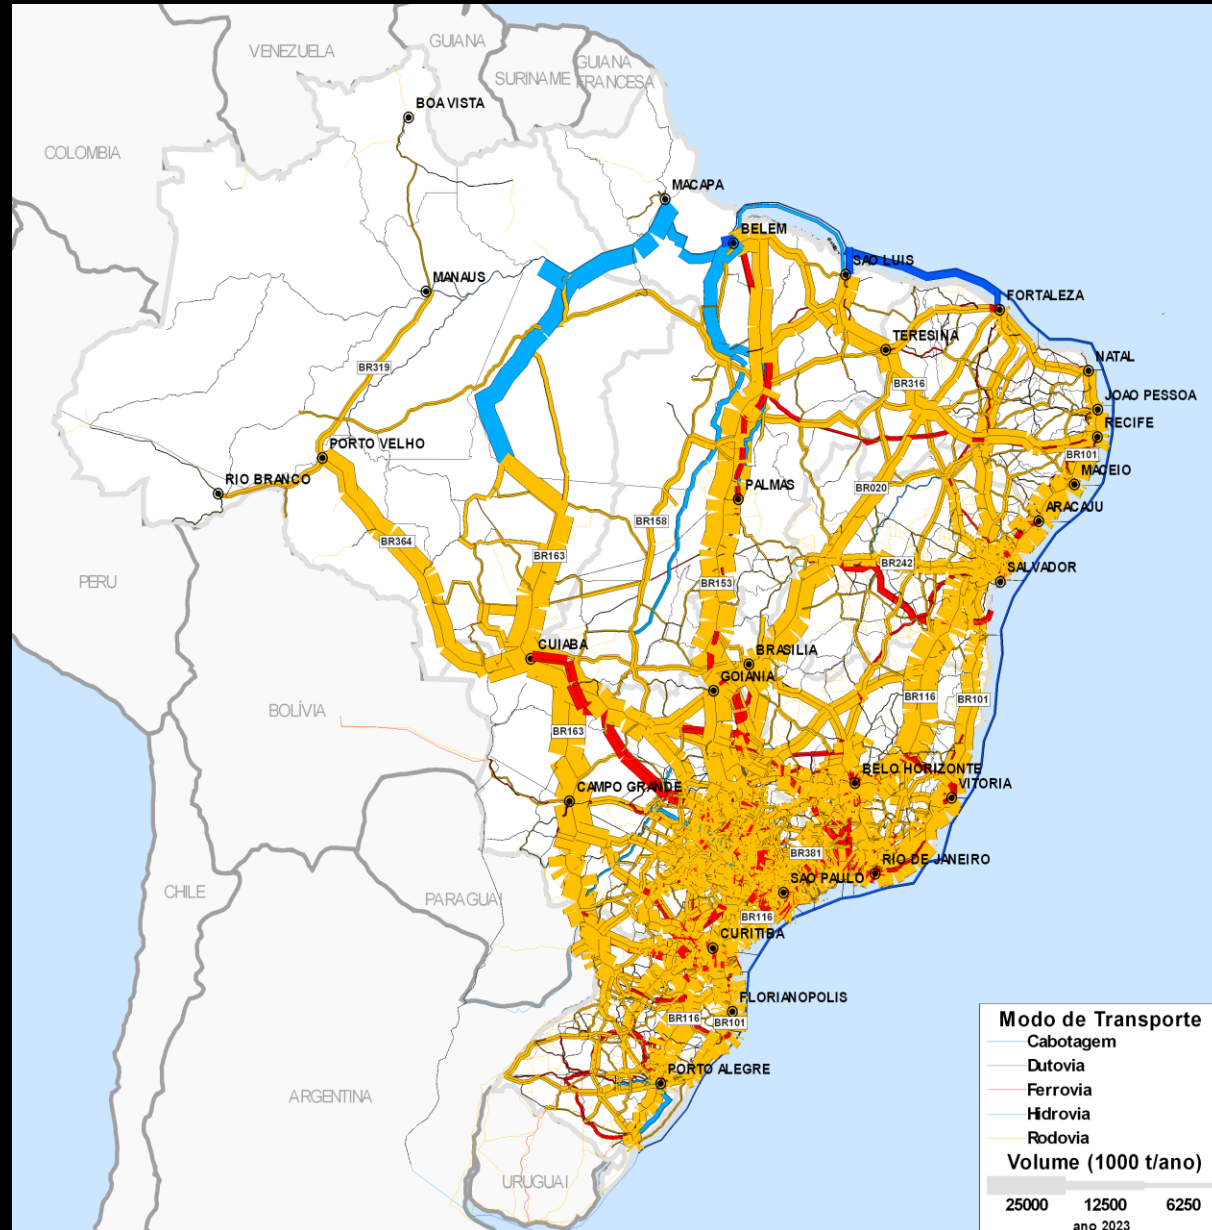 VENEZUELA
GUIANA
SURINAME
GUIANA
FRANCESA
BOA VISTA
COLOMBIA
MACAPA
BELEM
SAO LUIS
MANAUS
FORTALEZA
TERESINA
NATAL
BR319
BR316
JOAO PESSOA
RECIFE
PORTO VELHO
BR101
MACEIO
RIO BRANCO
PALMAS
BR020
ARACAJU
BR158
BR364
BR163
BR242
SALVADOR
PERU
BR153
CUIABA
BRASILIA
GOIANIA
BR116
BR101
BOLÍVIA
BR163
BELO HORIZONTE
CAMPO GRANDE
VITORIA
BR381
RIO DE JANEIRO
CHILE
SAO PAULO
PARAGUAI
BR116
CURITIBA
FLORIANOPOLIS
BR116
BR101
PORTO ALEGRE
ARGENTINA
URUGUAI
Modo de Transporte
Cabotagem
Dutovia
Ferrovia
Hidrovia
Rodovia
Volume (1000 t/ano)
25000 12500 6250
ano 2023